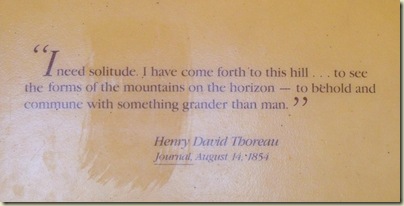 “I need solitude. I have come forth to this hill . . . to see
the forms of the mountains on the horizon — to behold and
commune with something grander than man.”
Henry David Thoreau
Journal, August 14, 1854